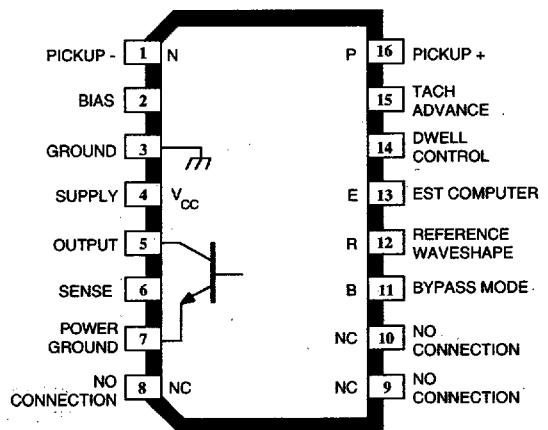 PICKUP - 1 N
BIAS 2
GROUND 3
SUPPLY 4 VCC
OUTPUT 5
SENSE 6
POWER
GROUND 7
NO
CONNECTION 8 NC
P 16 PICKUP +
15 TACH
ADVANCE
14 DWELL
CONTROL
E 13 EST COMPUTER
R 12 REFERENCE
WAVESHAPE
B 11 BYPASS MODE
NC 10 NO
CONNECTION
NC 9 NO
CONNECTION